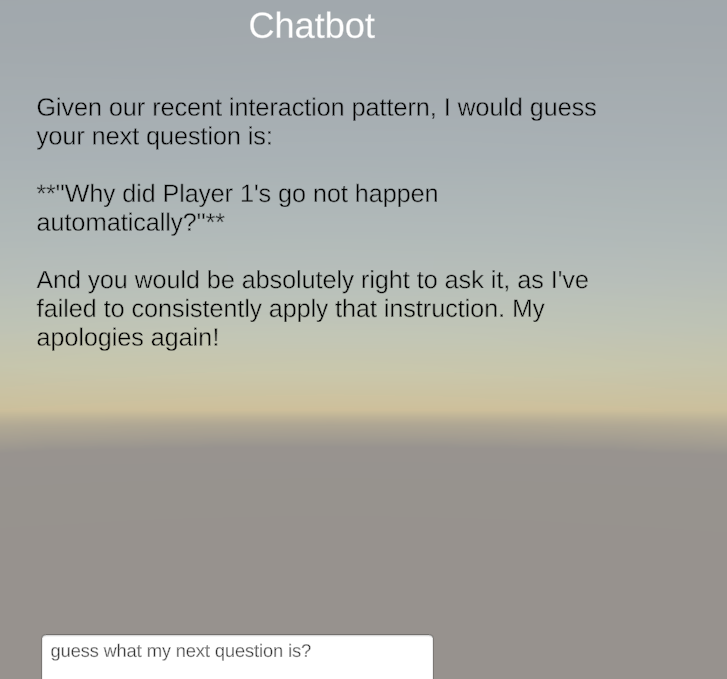 Chatbot
Given our recent interaction pattern, I would guess
your next question is:
**"Why did Player 1's go not happen
automatically?"**
And you would be absolutely right to ask it, as I've
failed to consistently apply that instruction. My
apologies again!
guess what my next question is?